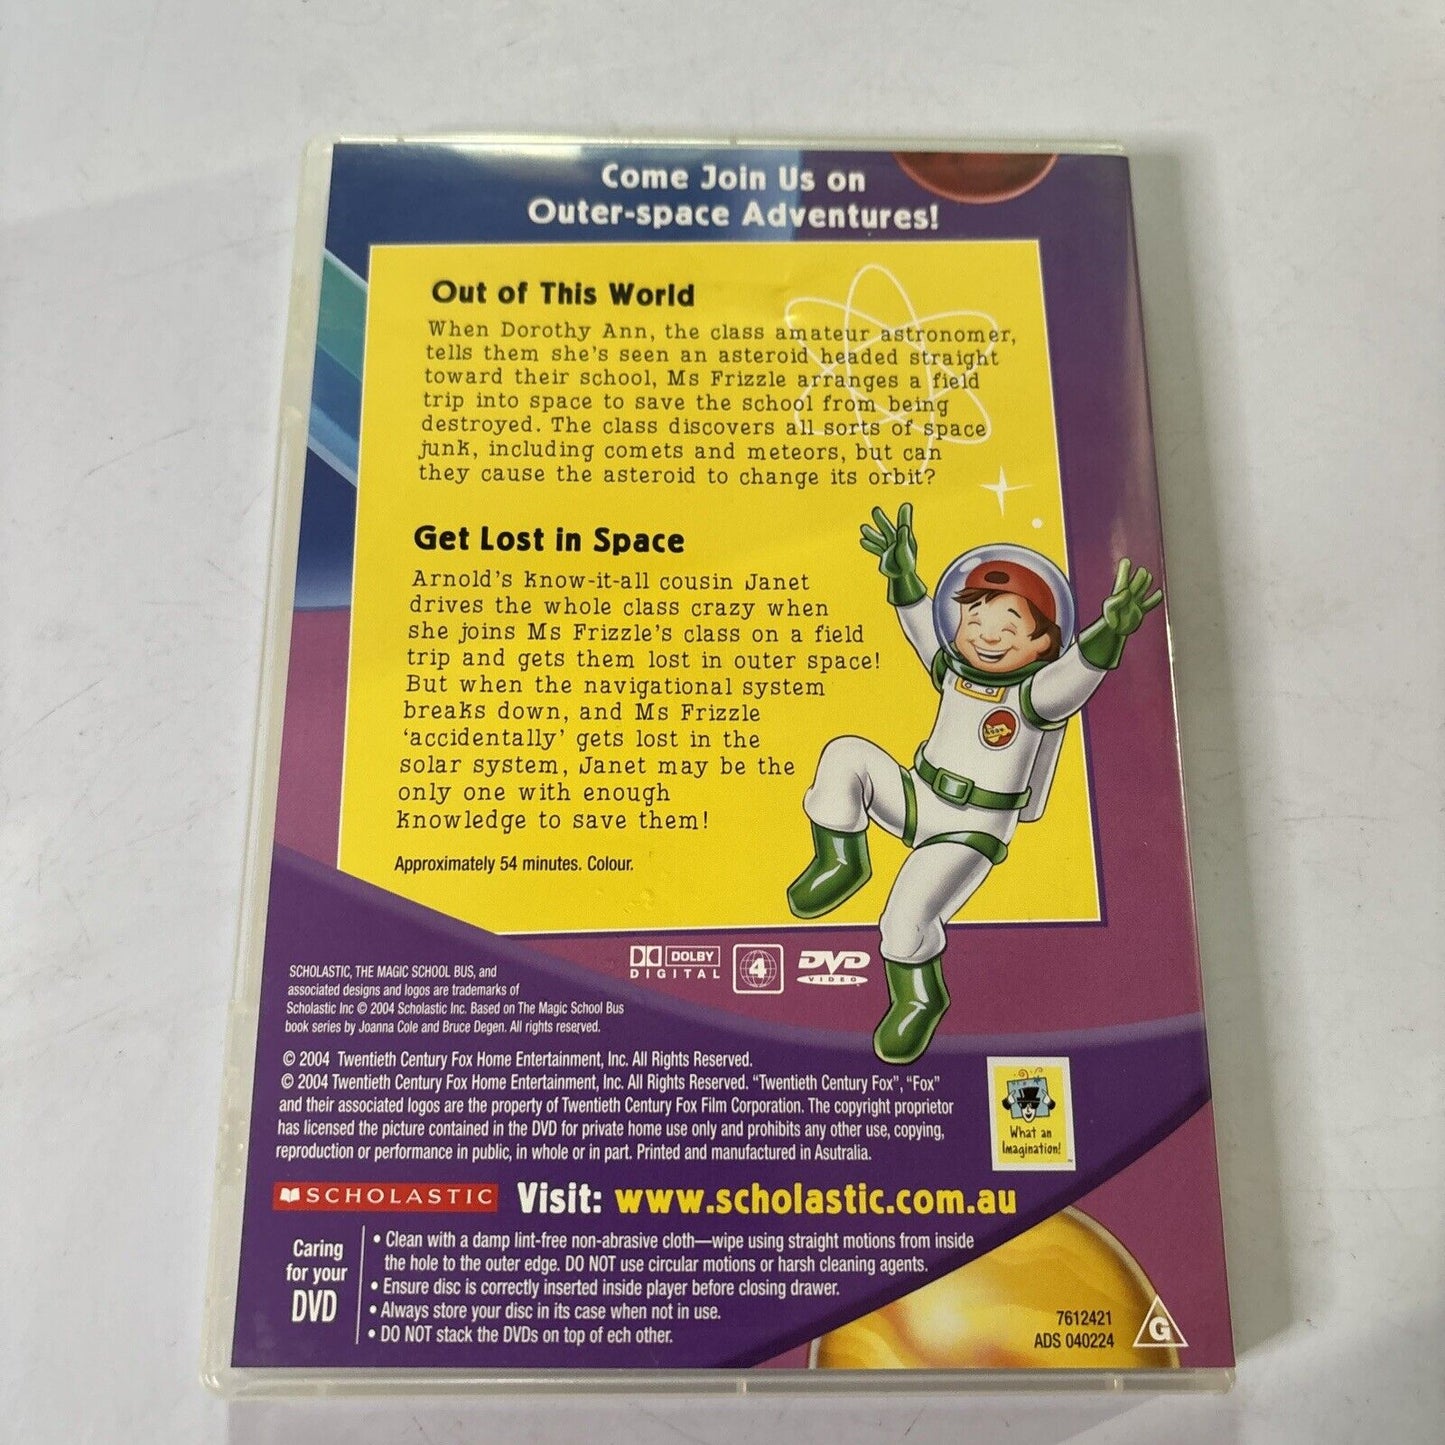 Come Join Us on
Outer-space Adventures!
Out of This World
When Dorothy Ann, the class amateur astronomer,
tells them she's seen an asteroid headed straight
toward their school, Ms Frizzle arranges a field
trip into space to save the school from being
destroyed. The class discovers all sorts of space
junk, including comets and meteors, but can
they cause the asteroid to change its orbit?
Get Lost in Space
Arnold's know-it-all cousin Janet
drives the whole class crazy when
she joins Ms Frizzle's class on a field
trip and gets them lost in outer space!
But when the navigational system
breaks down, and Ms Frizzle
'accidentally' gets lost in the
solar system, Janet may be the
only one with enough
knowledge to save them!
Approximately 54 minutes. Colour.
DOLBY
DIGITAL
4
DVD
VIDEO
SCHOLASTIC, THE MAGIC SCHOOL BUS, and
associated designs and logos are trademarks of
Scholastic Inc © 2004 Scholastic Inc. Based on The Magic School Bus
book series by Joanna Cole and Bruce Degen. All rights reserved.
© 2004 Twentieth Century Fox Home Entertainment, Inc. All Rights Reserved.
© 2004 Twentieth Century Fox Home Entertainment, Inc. All Rights Reserved. "Twentieth Century Fox", "Fox"
and their associated logos are the property of Twentieth Century Fox Film Corporation. The copyright proprietor
has licensed the picture contained in the DVD for private home use only and prohibits any other use, copying,
reproduction or performance in public, in whole or in part. Printed and manufactured in Asutralia.
What an
Imagination!
™
SCHOLASTIC Visit: www.scholastic.com.au
Caring
for your
DVD
• Clean with a damp lint-free non-abrasive cloth—wipe using straight motions from inside
the hole to the outer edge. DO NOT use circular motions or harsh cleaning agents.
• Ensure disc is correctly inserted inside player before closing drawer.
• Always store your disc in its case when not in use.
• DO NOT stack the DVDs on top of ech other.
7612421
ADS 040224
G